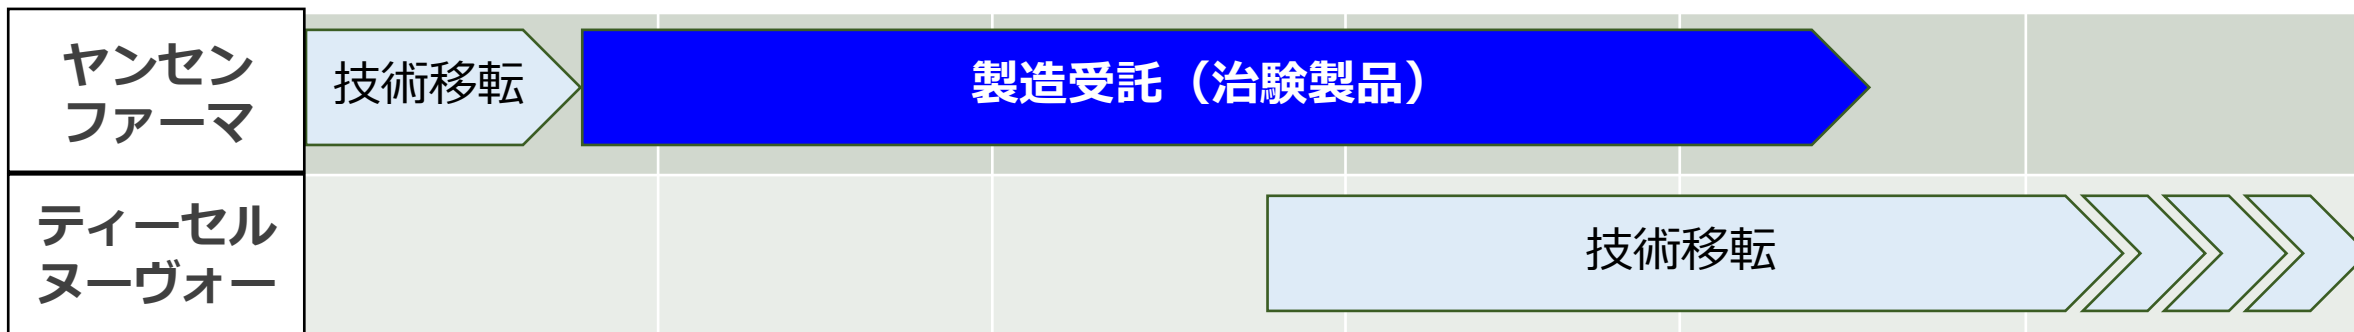 ヤンセン
ファーマ
技術移転
製造受託（治験製品）
ティーセル
ヌーヴォー
技術移転